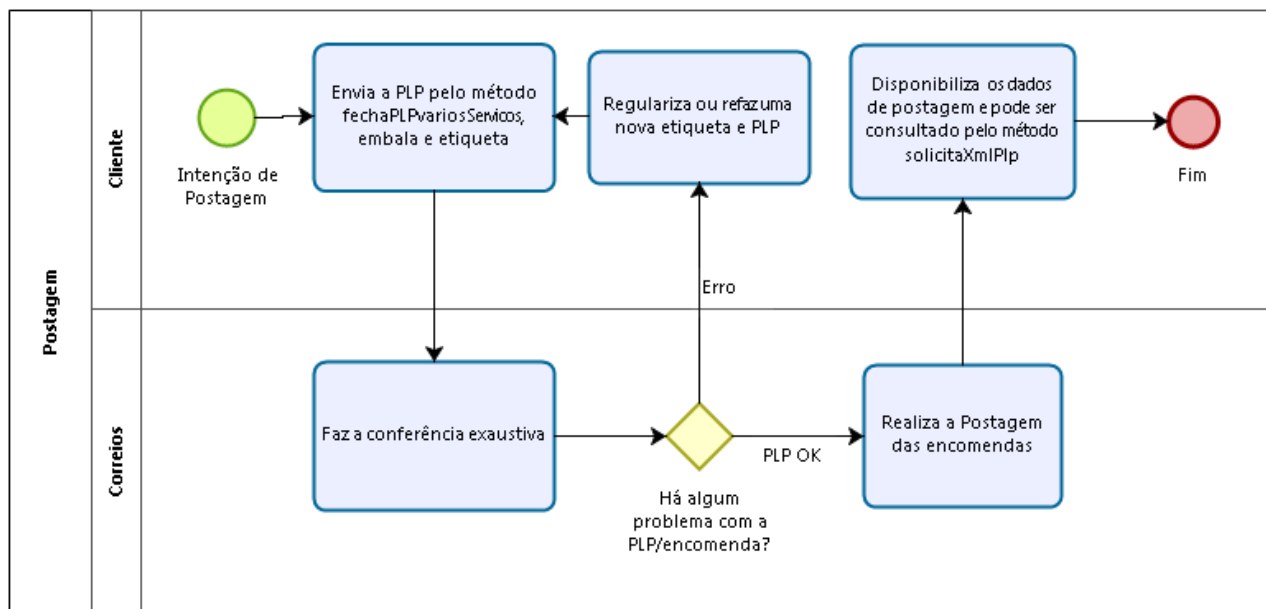 Postagem
Cliente
Intenção de
Postagem
Envia a PLP pelo método
fechaPLPvariosServicos,
embala e etiqueta
Regulariza ou refaz uma
nova etiqueta e PLP
Disponibiliza os dados
de postagem e pode ser
consultado pelo método
solicitaXmlPlp
Fim
Erro
Correios
Faz a conferência exaustiva
Há algum
problema com a
PLP/encomenda?
PLP OK
Realiza a Postagem
das encomendas